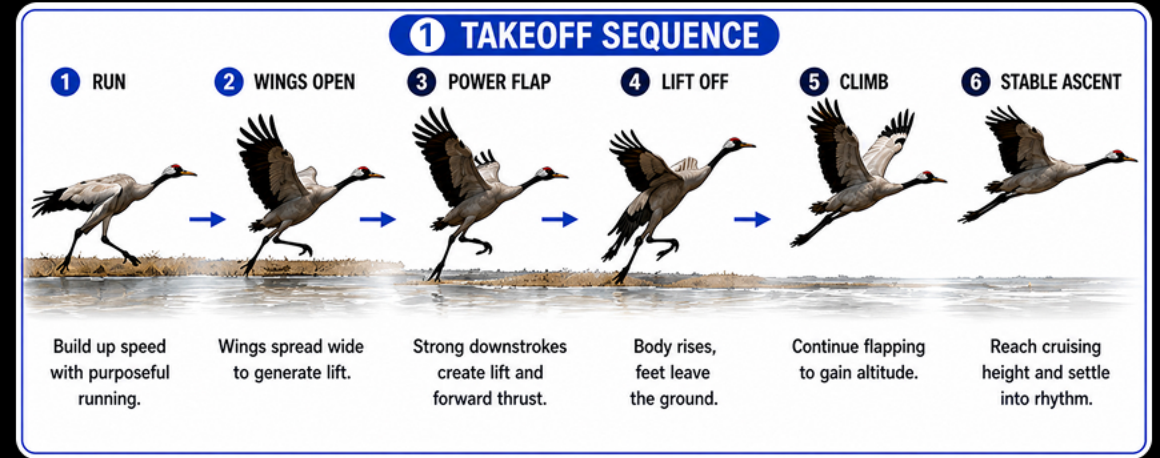 1 TAKEOFF SEQUENCE
1 RUN
2 WINGS OPEN
3 POWER FLAP
4 LIFT OFF
5 CLIMB
6 STABLE ASCENT
Build up speed
with purposeful
running.
Wings spread wide
to generate lift.
Strong downstrokes
create lift and
forward thrust.
Body rises,
feet leave
the ground.
Continue flapping
to gain altitude.
Reach cruising
height and settle
into rhythm.